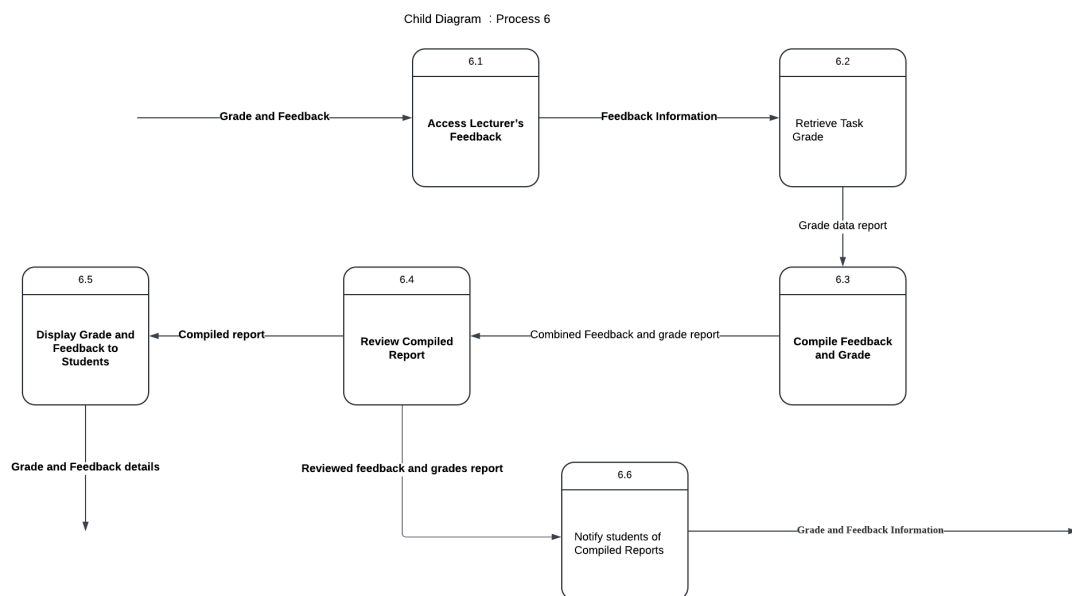 Child Diagram : Process 6
6.1
6.2
Grade and Feedback
Access Lecturer's
Feedback
Feedback Information
Retrieve Task
Grade
Grade data report
6.5
6.4
6.3
Display Grade and
Feedback to
Students
Compiled report
Review Compiled
Report
Combined Feedback and grade report
Compile Feedback
and Grade
Grade and Feedback details
Reviewed feedback and grades report
6.6
Notify students of
Compiled Reports
Grade and Feedback Information